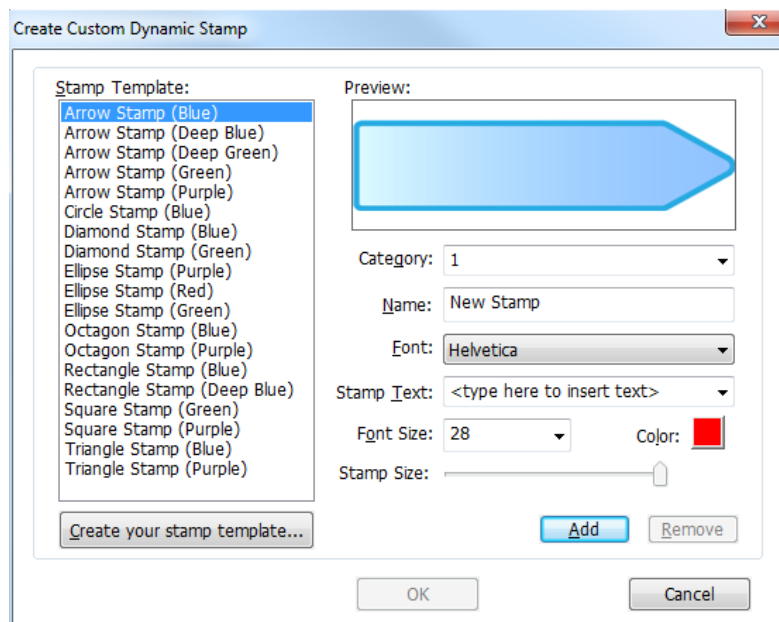 Create Custom Dynamic Stamp
Stamp Template:
Arrow Stamp (Blue)
Arrow Stamp (Deep Blue)
Arrow Stamp (Deep Green)
Arrow Stamp (Green)
Arrow Stamp (Purple)
Circle Stamp (Blue)
Diamond Stamp (Blue)
Diamond Stamp (Green)
Ellipse Stamp (Purple)
Ellipse Stamp (Red)
Ellipse Stamp (Green)
Octagon Stamp (Blue)
Octagon Stamp (Purple)
Rectangle Stamp (Blue)
Rectangle Stamp (Deep Blue)
Square Stamp (Green)
Square Stamp (Purple)
Triangle Stamp (Blue)
Triangle Stamp (Purple)
Create your stamp template...
Preview:
Category: 1
Name: New Stamp
Font: Helvetica
Stamp Text: <type here to insert text>
Font Size: 28 Color:
Stamp Size:
Add Remove
OK Cancel